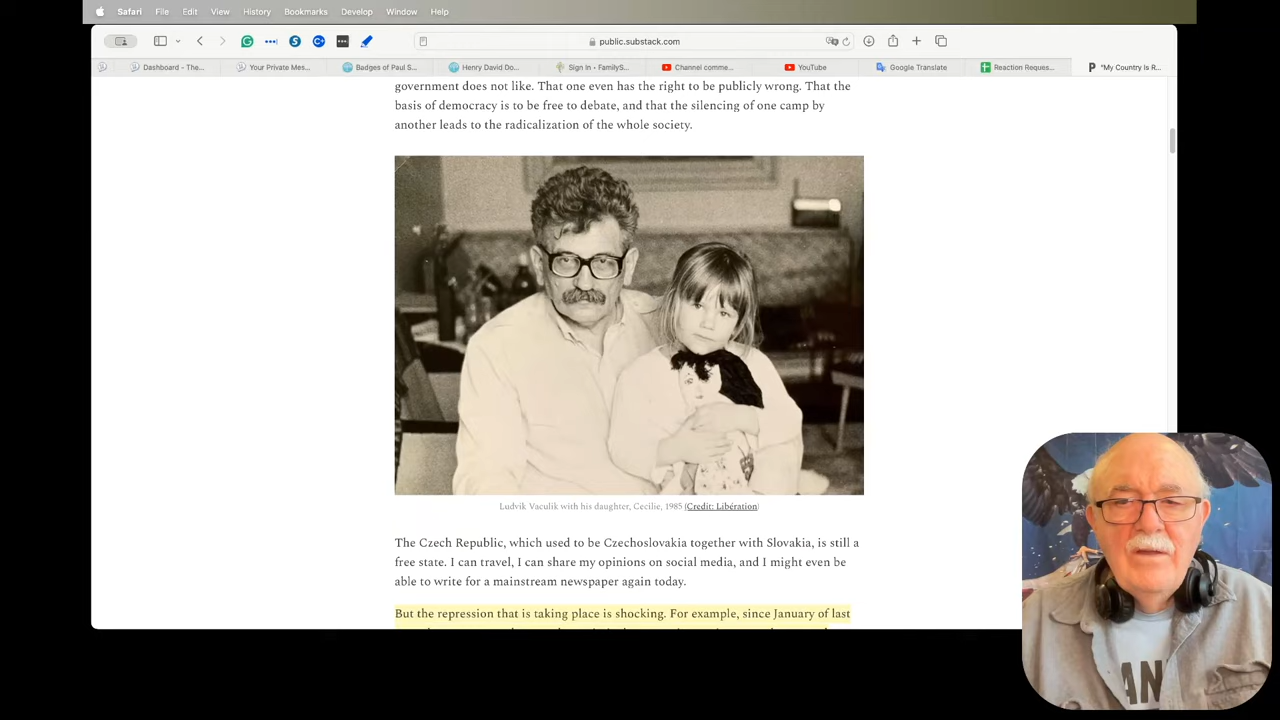 Safari File Edit View History Bookmarks Develop Window Help
public.substack.com
Dashboard - The... Your Private Mes... Badges of Paul S... Henry David Do... Sign In • FamilyS... Channel comme... YouTube Google Translate Reaction Reques... "My Country Is R...
government does not like. That one even has the right to be publicly wrong. That the
basis of democracy is to be free to debate, and that the silencing of one camp by
another leads to the radicalization of the whole society.
Ludvik Vaculik with his daughter, Cecilie, 1985 (Credit: Libération)
The Czech Republic, which used to be Czechoslovakia together with Slovakia, is still a
free state. I can travel, I can share my opinions on social media, and I might even be
able to write for a mainstream newspaper again today.
But the repression that is taking place is shocking. For example, since January of last
AN